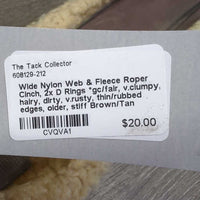 The Tack Collector
608129-212
Wide Nylon Web & Fleece Roper
Cinch, 2x D Rings *gc/fair, v.clumpy,
hairy, dirty, v.rusty, thin/rubbed
edges, older, stiff Brown/Tan
$20.00
CVQVA1